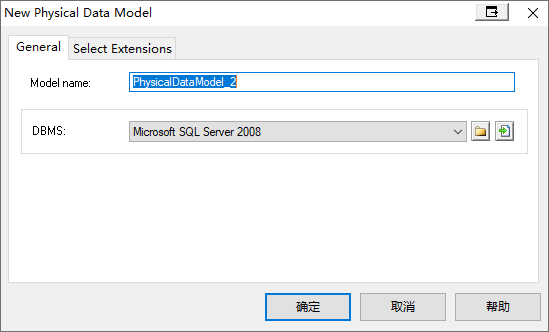 New Physical Data Model
General
Select Extensions
Model name:
PhysicalDataModel_2
DBMS:
Microsoft SQL Server 2008
确定
取消
帮助